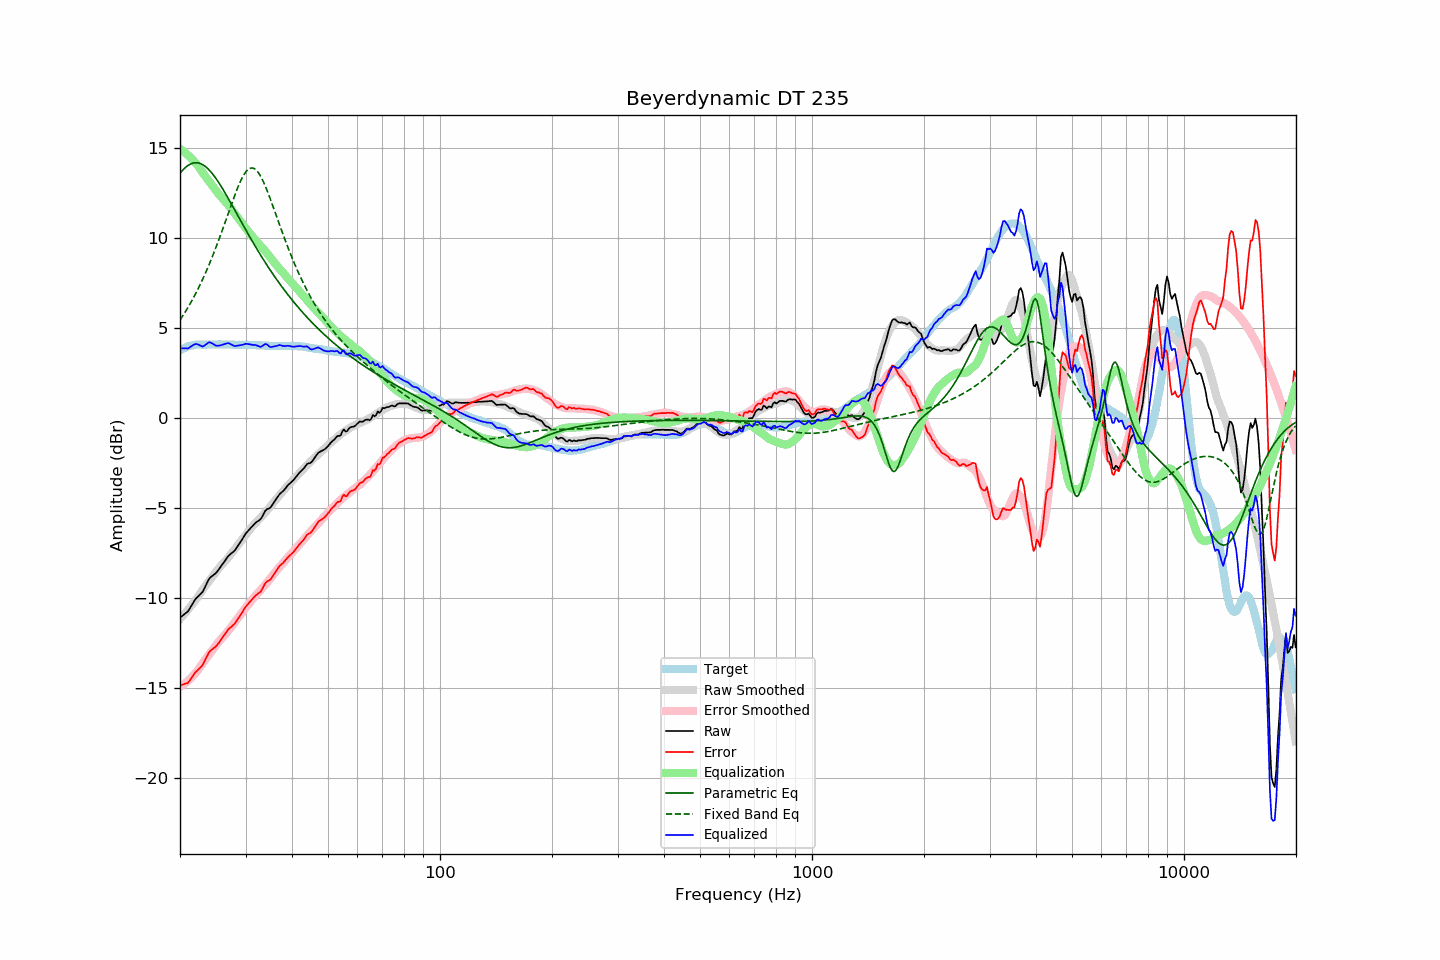 Beyerdynamic DT 235
Amplitude (dBr)
15
10
5
0
−5
−10
−15
−20
Target
Raw Smoothed
Error Smoothed
Raw
Error
Equalization
Parametric Eq
Fixed Band Eq
Equalized
100
1000
10000
Frequency (Hz)